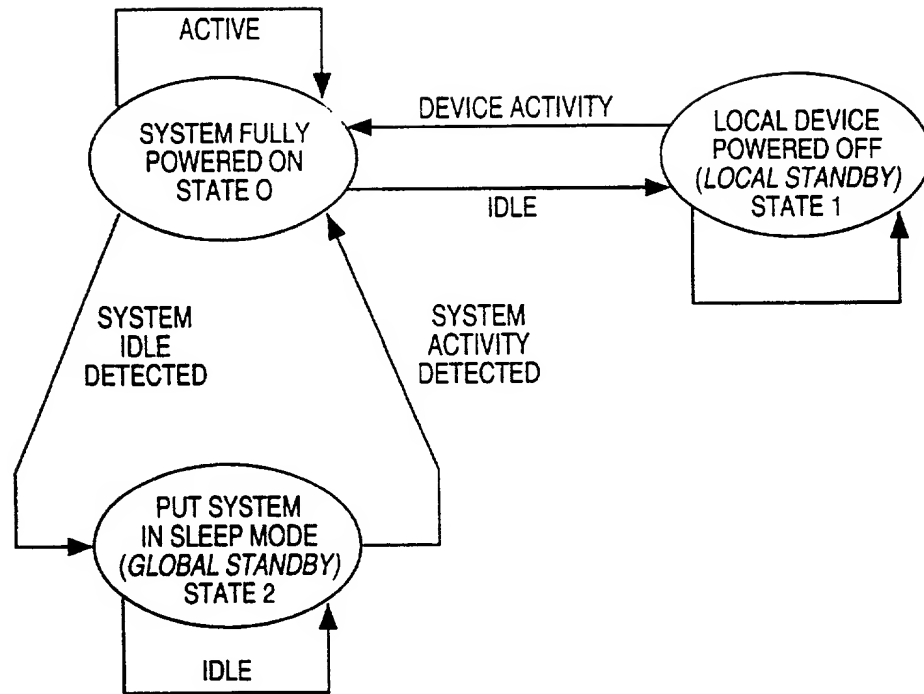 ACTIVE
SYSTEM FULLY
POWERED ON
STATE 0
DEVICE ACTIVITY
IDLE
LOCAL DEVICE
POWERED OFF
(LOCAL STANDBY)
STATE 1
SYSTEM
IDLE
DETECTED
SYSTEM
ACTIVITY
DETECTED
PUT SYSTEM
IN SLEEP MODE
(GLOBAL STANDBY)
STATE 2
IDLE